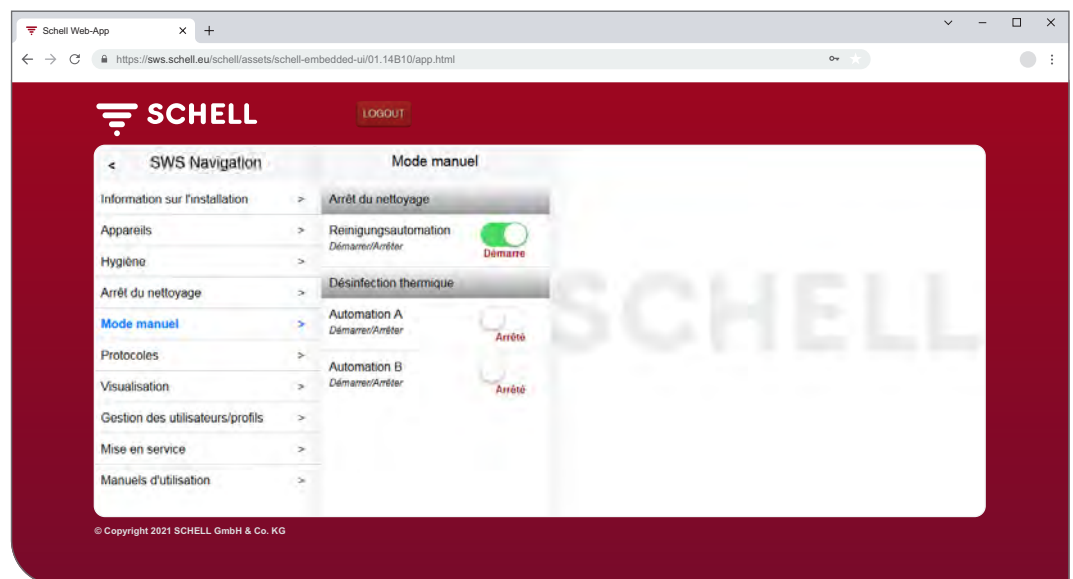 Schell Web-App
https://sws.schell.eu/schell/assets/schell-embedded-ui/01.14B10/app.html
SCHELL
LOGOUT
< SWS Navigation
Mode manuel
Information sur l'installation >
Appareils >
Hygiène >
Arrêt du nettoyage >
Mode manuel >
Protocoles >
Visualisation >
Gestion des utilisateurs/profils >
Mise en service >
Manuels d'utilisation >
Arrêt du nettoyage
Reinigungsautomation
Démarrer/Arrêter
Démarre
Désinfection thermique
Automation A
Démarrer/Arrêter
Arrêté
Automation B
Démarrer/Arrêter
Arrêté
SCHELL
© Copyright 2021 SCHELL GmbH & Co. KG